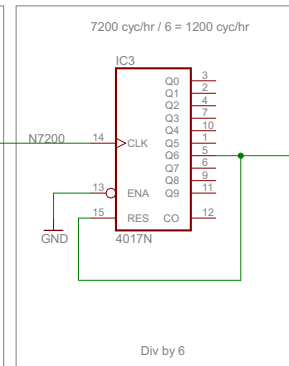 7200 cyc/hr / 6 = 1200 cyc/hr
IC3
Q0 3
Q1 2
Q2 4
Q3 7
Q4 10
N7200 14 CLK Q5 1
Q6 5
Q7 6
Q8 9
13 ENA Q9 11
15 RES CO 12
GND
4017N
Div by 6